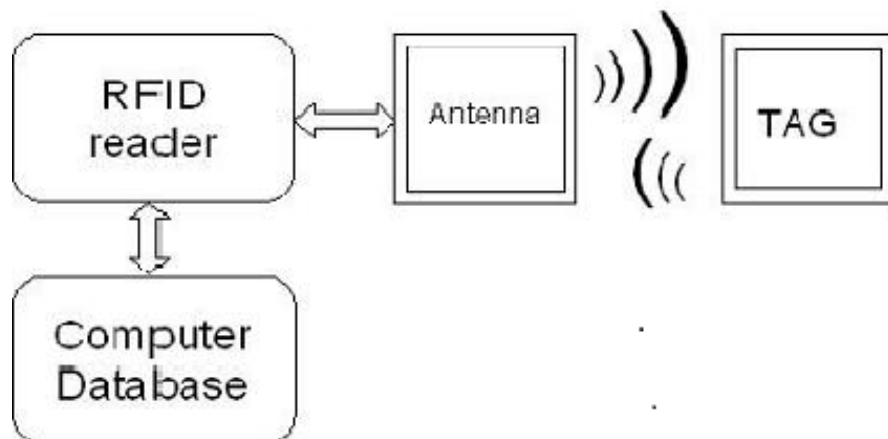 RFID
reader
Antenna
TAG
Computer
Database